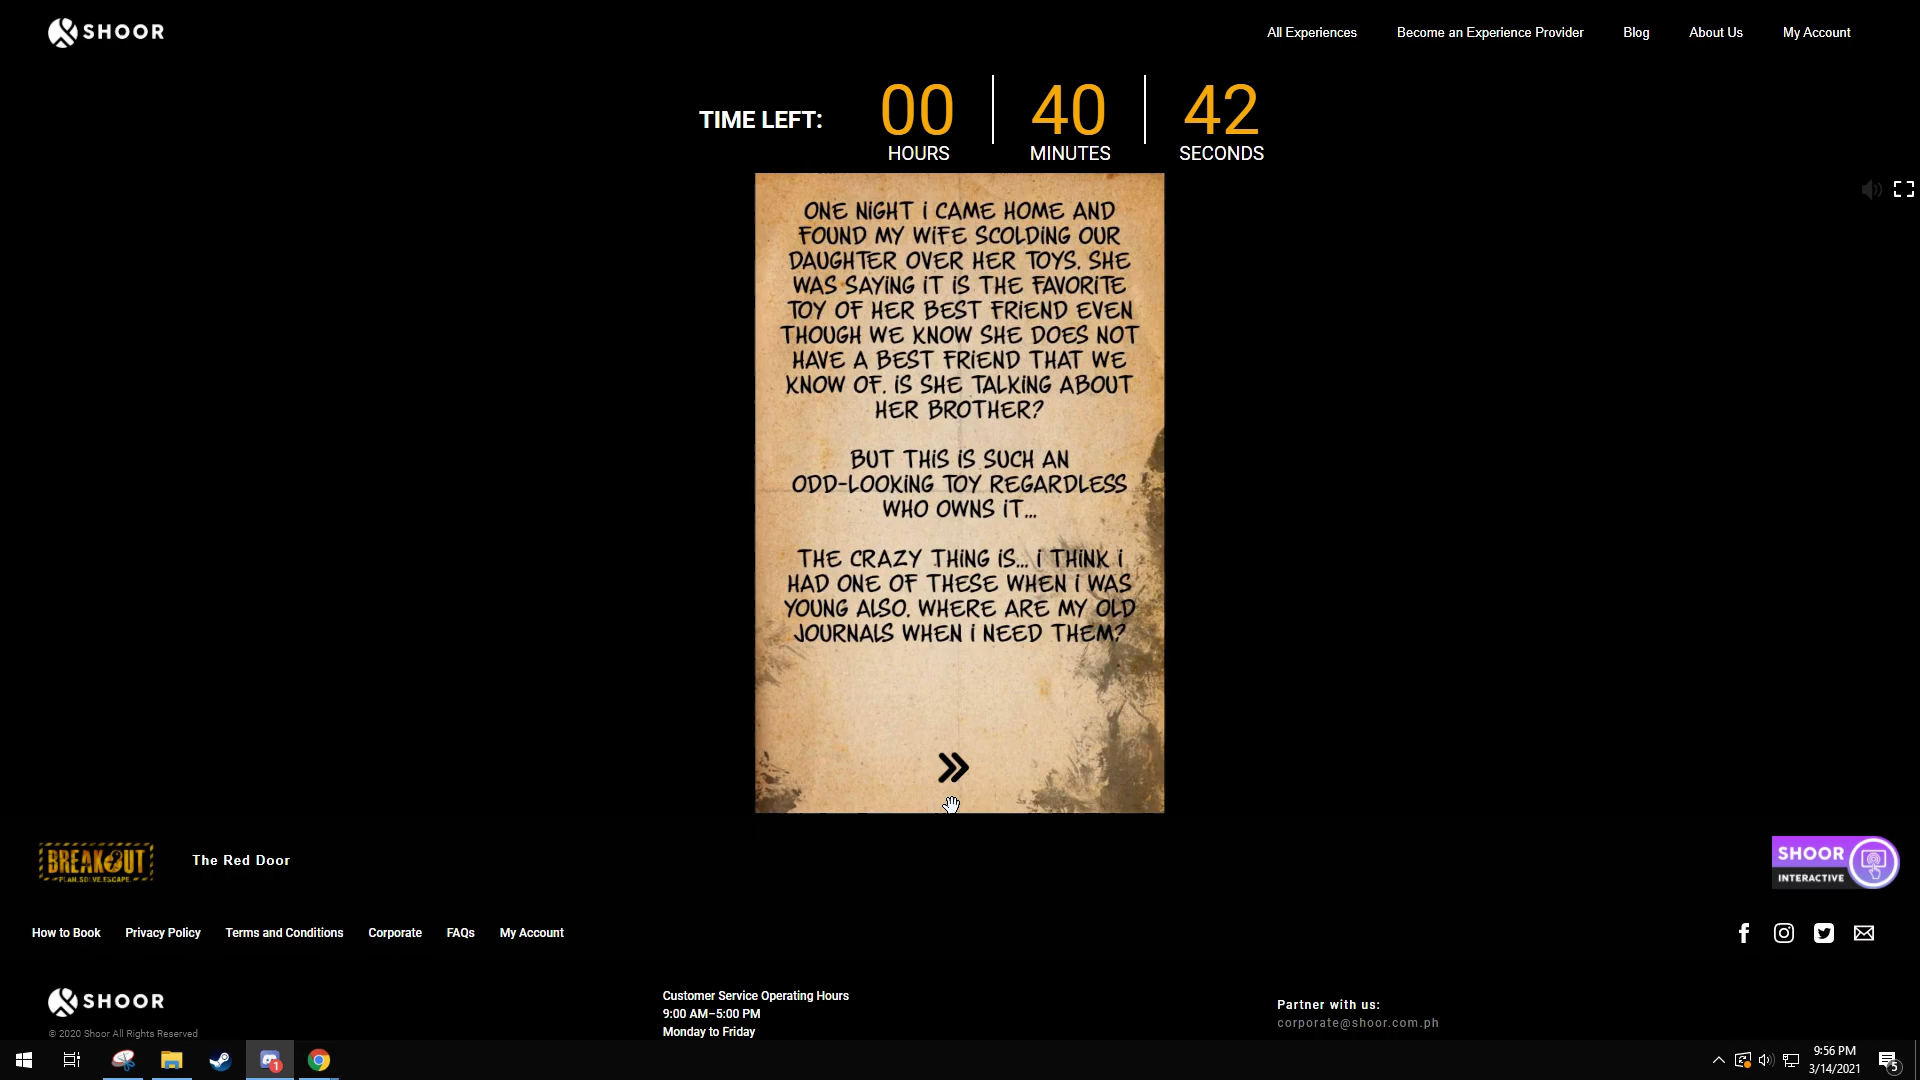 SHOOR
All Experiences
Become an Experience Provider
Blog
About Us
My Account
TIME LEFT:
00
HOURS
40
MINUTES
42
SECONDS
ONE NIGHT I CAME HOME AND
FOUND MY WIFE SCOLDING OUR
DAUGHTER OVER HER TOYS. SHE
WAS SAYING IT IS THE FAVORITE
TOY OF HER BEST FRIEND EVEN
THOUGH WE KNOW SHE DOES NOT
HAVE A BEST FRIEND THAT WE
KNOW OF. IS SHE TALKING ABOUT
HER BROTHER?
BUT THIS IS SUCH AN
ODD-LOOKING TOY REGARDLESS
WHO OWNS IT...
THE CRAZY THING IS... I THINK I
HAD ONE OF THESE WHEN I WAS
YOUNG ALSO. WHERE ARE MY OLD
JOURNALS WHEN I NEED THEM?
BREAKOUT
PLAN.SOLVE.ESCAPE.
The Red Door
SHOOR
INTERACTIVE
How to Book
Privacy Policy
Terms and Conditions
Corporate
FAQs
My Account
SHOOR
© 2020 Shoor All Rights Reserved
Customer Service Operating Hours
9:00 AM–5:00 PM
Monday to Friday
Partner with us:
corporate@shoor.com.ph
1
9:56 PM
3/14/2021
5